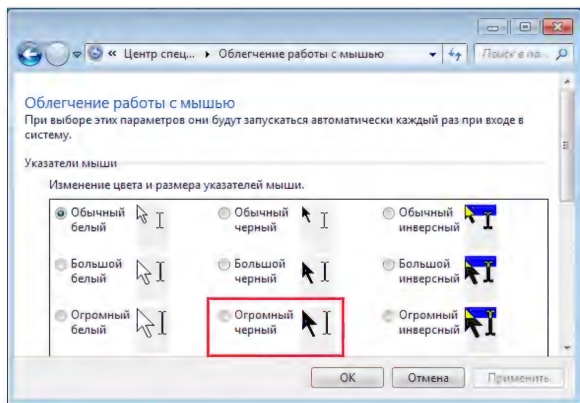 « Центр спец... ▸ Облегчение работы с мышью
Поиск в па...
Облегчение работы с мышью
При выборе этих параметров они будут запускаться автоматически каждый раз при входе в
систему.
Указатели мыши
Изменение цвета и размера указателей мыши.
Обычный белый
Обычный черный
Обычный инверсный
Большой белый
Большой черный
Большой инверсный
Огромный белый
Огромный черный
Огромный инверсный
OK Отмена Применить